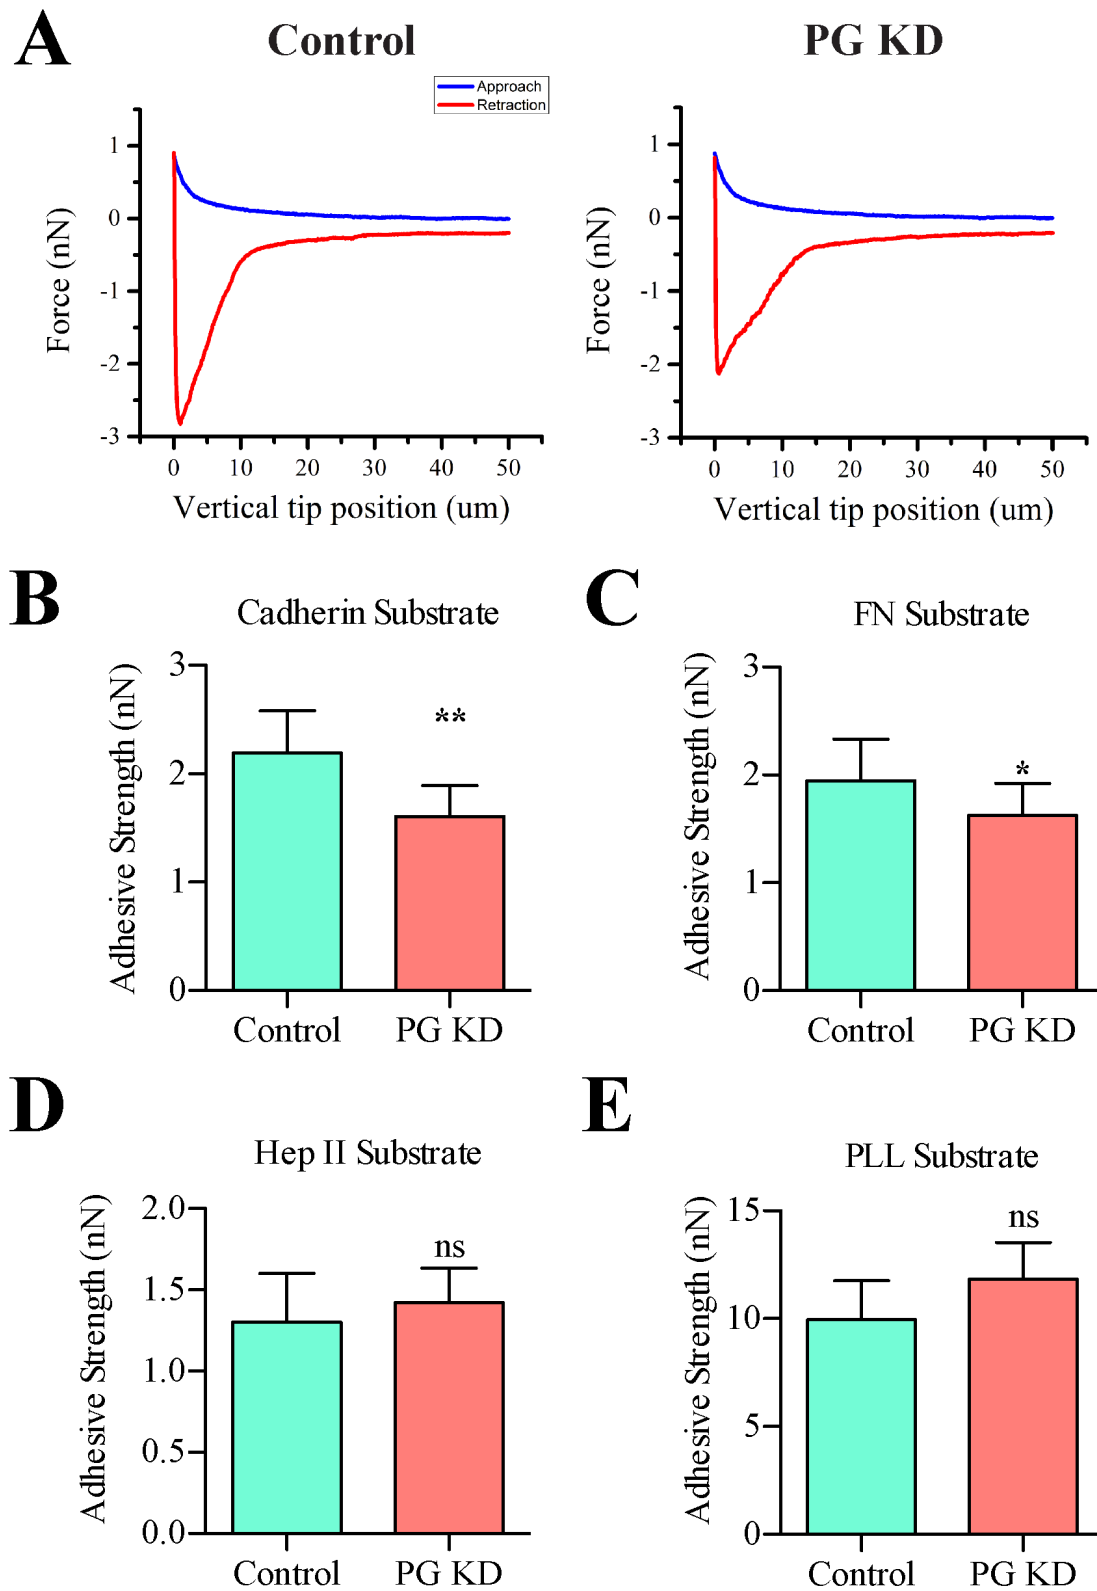 A
Control
PG KD
Approach
Retraction
1
0
-1
-2
-3
Force (nN)
0 10 20 30 40 50
Vertical tip position (um)
1
0
-1
-2
-3
Force (nN)
0 10 20 30 40 50
Vertical tip position (um)
B
Cadherin Substrate
Adhesive Strength (nN)
3
2
1
0
**
Control PG KD
C
FN Substrate
Adhesive Strength (nN)
3
2
1
0
*
Control PG KD
D
Hep II Substrate
Adhesive Strength (nN)
2.0
1.5
1.0
0.5
0.0
ns
Control PG KD
E
PLL Substrate
Adhesive Strength (nN)
15
10
5
0
ns
Control PG KD